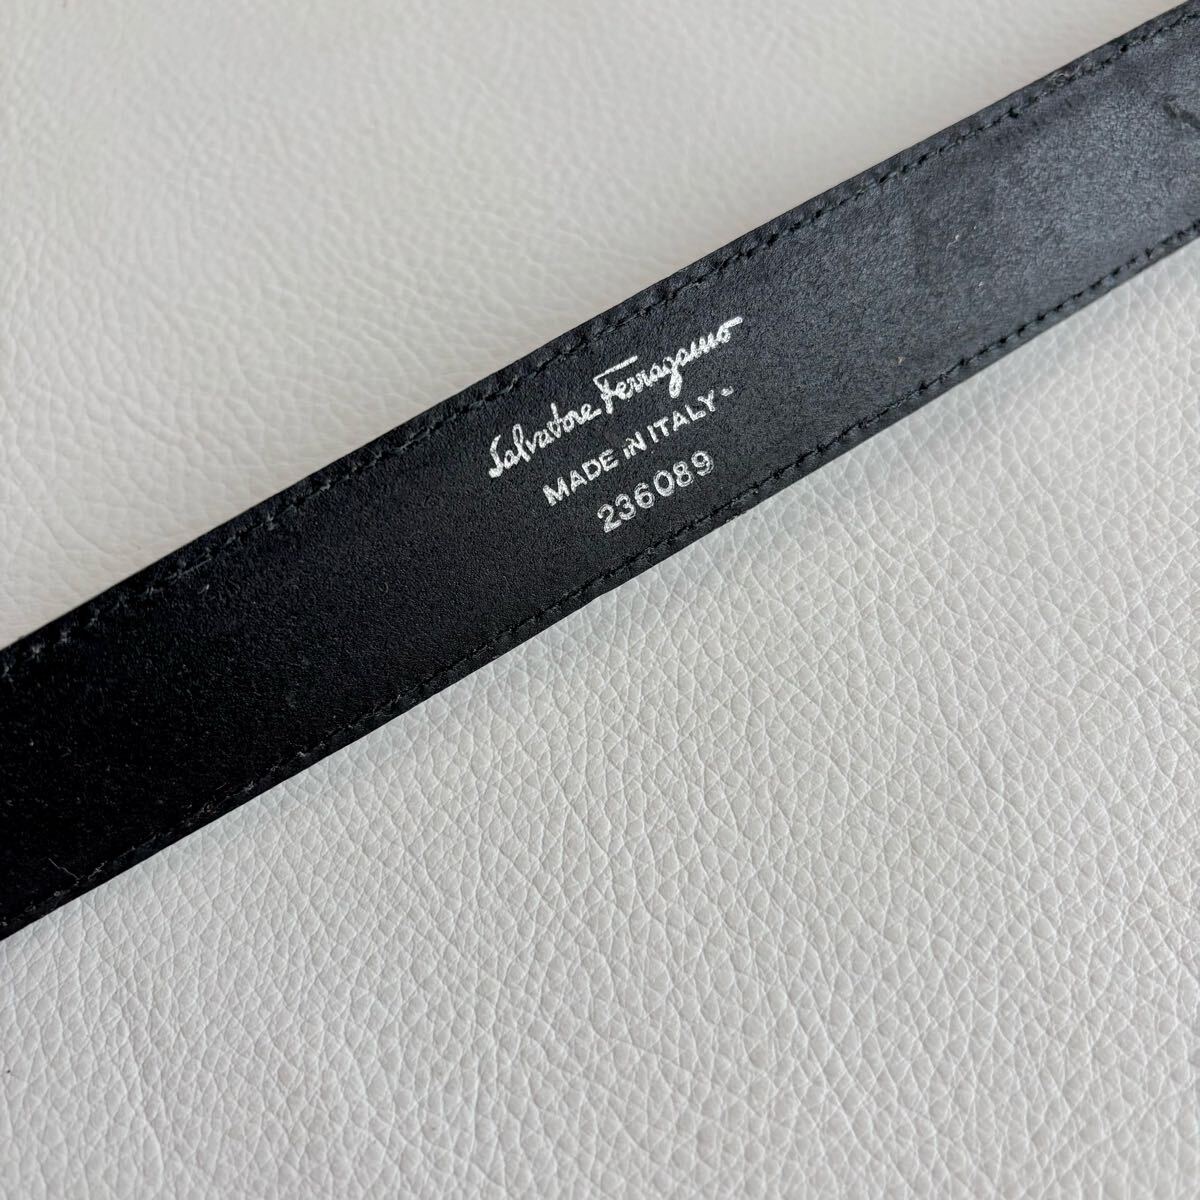 Salvatore Ferragamo
MADE iN ITALY-
236089